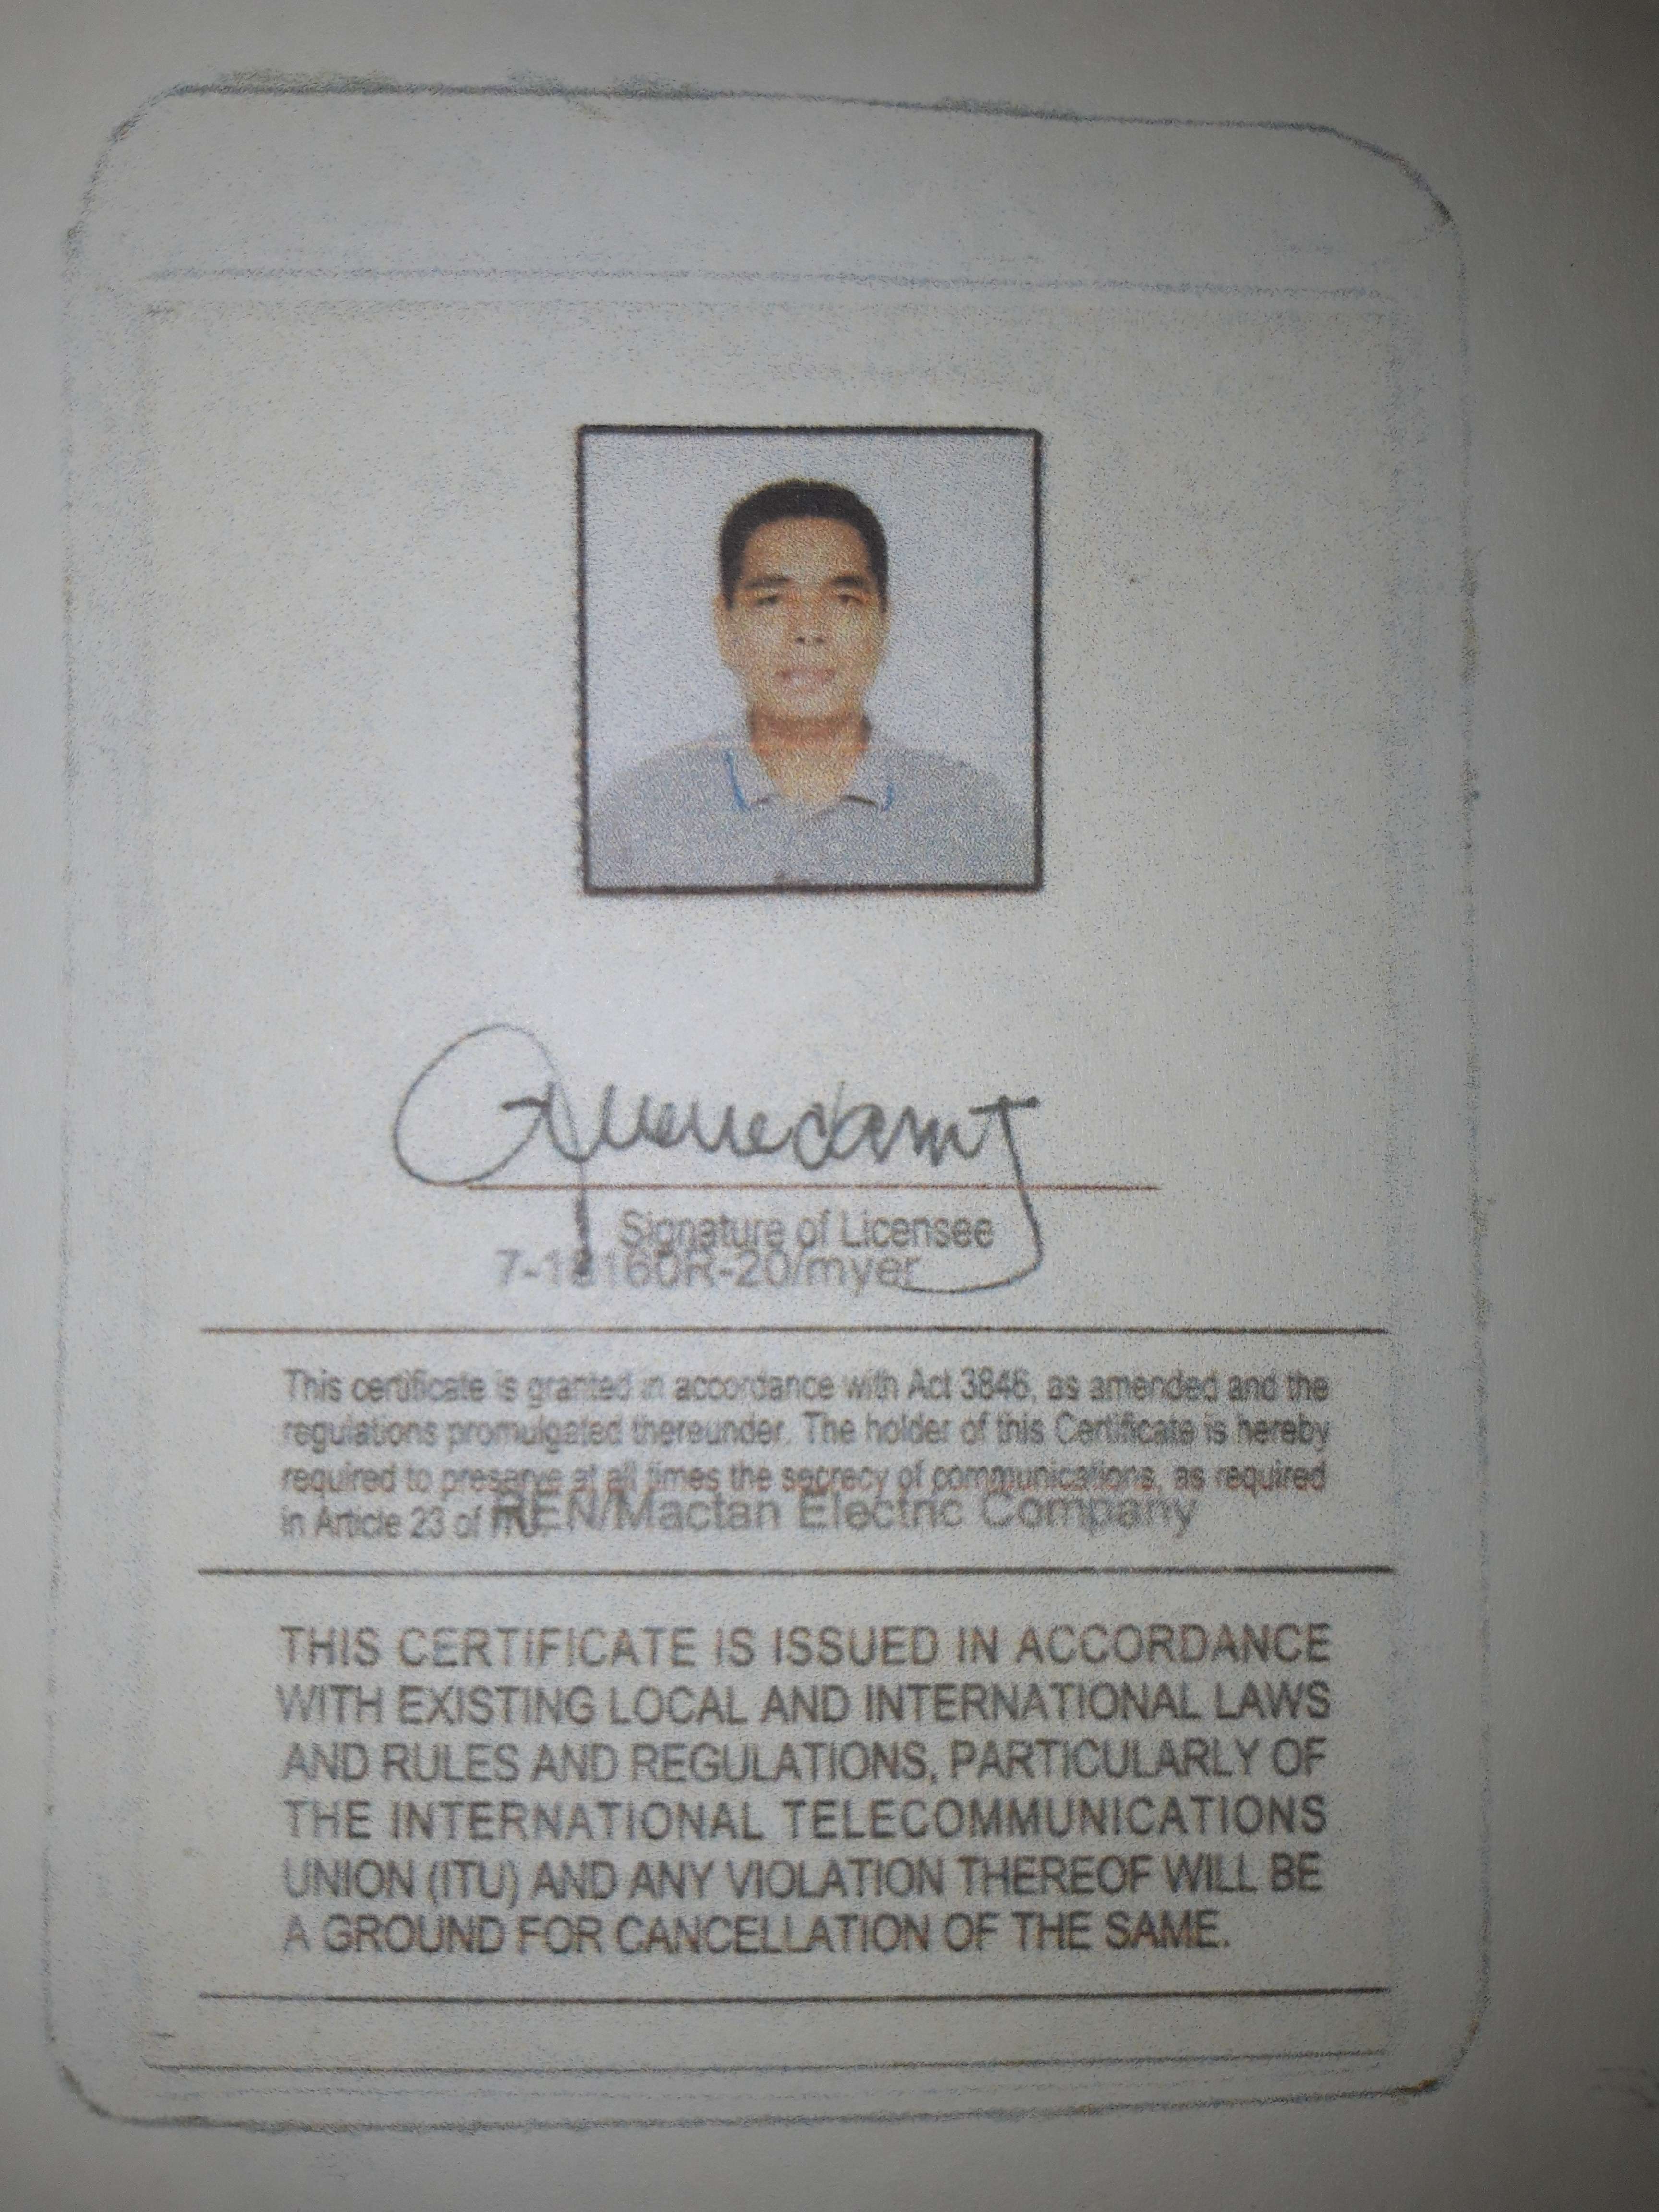 Signature of Licensee
7-18160R-20/myer
This certificate is granted in accordance with Act 3846, as amended and the
regulations promulgated thereunder. The holder of this Certificate is hereby
required to preserve at all times the secrecy of communications, as required
in Article 23 of ITU.
REN/Mactan Electric Company
THIS CERTIFICATE IS ISSUED IN ACCORDANCE
WITH EXISTING LOCAL AND INTERNATIONAL LAWS
AND RULES AND REGULATIONS, PARTICULARLY OF
THE INTERNATIONAL TELECOMMUNICATIONS
UNION (ITU) AND ANY VIOLATION THEREOF WILL BE
A GROUND FOR CANCELLATION OF THE SAME.